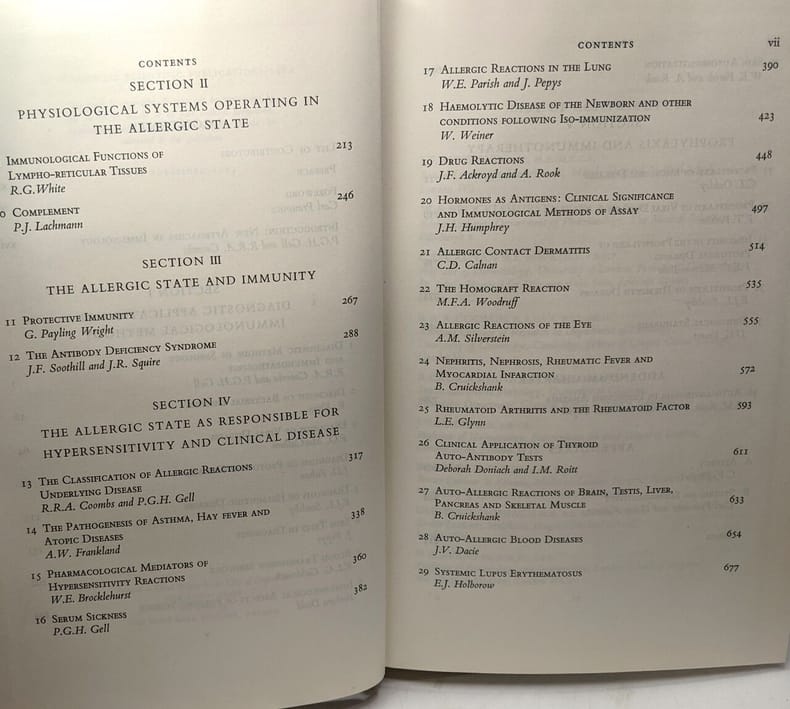 CONTENTS
SECTION II
PHYSIOLOGICAL SYSTEMS OPERATING IN
THE ALLERGIC STATE
Immunological Functions of
Lympho-reticular Tissues 213
R.G.White
0 Complement 246
P.J. Lachmann
SECTION III
THE ALLERGIC STATE AND IMMUNITY
11 Protective Immunity 267
G. Payling Wright
12 The Antibody Deficiency Syndrome 288
J.F. Soothill and J.R. Squire
SECTION IV
THE ALLERGIC STATE AS RESPONSIBLE FOR
HYPERSENSITIVITY AND CLINICAL DISEASE
13 The Classification of Allergic Reactions 317
Underlying Disease
R.R.A. Coombs and P.G.H. Gell
14 The Pathogenesis of Asthma, Hay fever and 338
Atopic Diseases
A.W. Frankland
15 Pharmacological Mediators of 360
Hypersensitivity Reactions
W.E. Brocklehurst
16 Serum Sickness 382
P.G.H. Gell
CONTENTS vii
17 Allergic Reactions in the Lung 390
W.E. Parish and J. Pepys
18 Haemolytic Disease of the Newborn and other
conditions following Iso-immunization 423
W. Weiner
19 Drug Reactions 448
J.F. Ackroyd and A. Rook
20 Hormones as Antigens: Clinical Significance
and Immunological Methods of Assay 497
J.H. Humphrey
21 Allergic Contact Dermatitis 514
C.D. Calnan
22 The Homograft Reaction 535
M.F.A. Woodruff
23 Allergic Reactions of the Eye 555
A.M. Silverstein
24 Nephritis, Nephrosis, Rheumatic Fever and
Myocardial Infarction 572
B. Cruickshank
25 Rheumatoid Arthritis and the Rheumatoid Factor 593
L.E. Glynn
26 Clinical Application of Thyroid
Auto-Antibody Tests 611
Deborah Doniach and I.M. Roitt
27 Auto-Allergic Reactions of Brain, Testis, Liver,
Pancreas and Skeletal Muscle 633
B. Cruickshank
28 Auto-Allergic Blood Diseases 654
J.V. Dacie
29 Systemic Lupus Erythematosus 677
E.J. Holborow